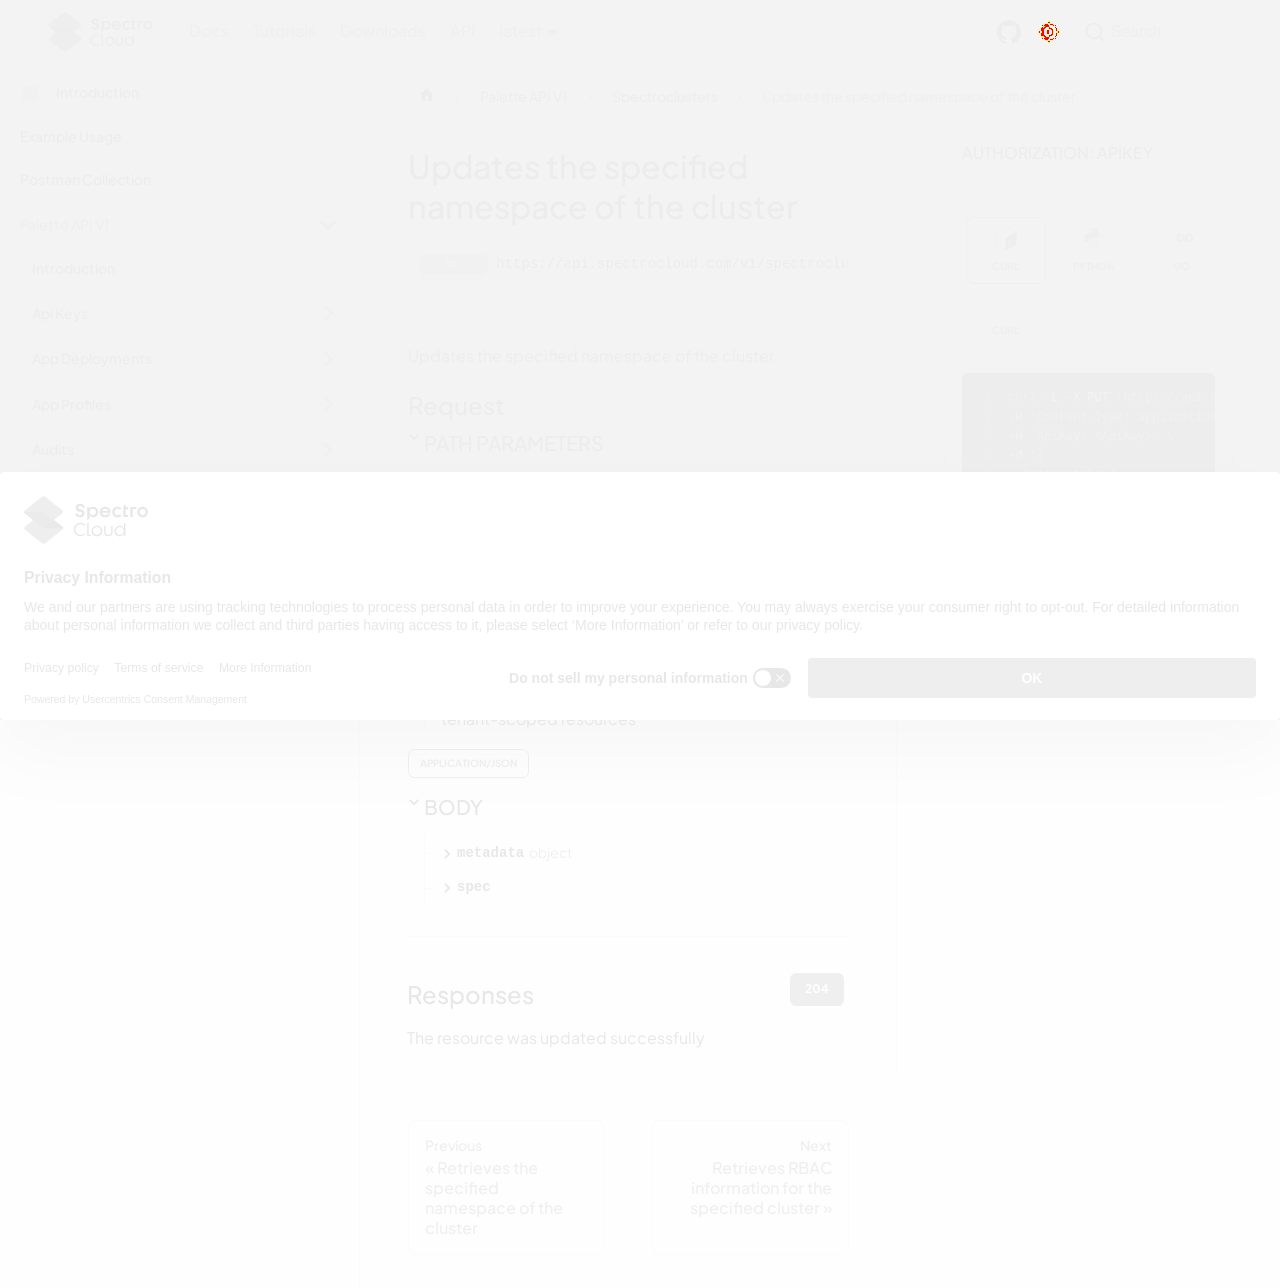 Spectro
Cloud
Docs Tutorials Downloads API latest
Search
Introduction
Palette API V1 Spectroclusters Updates the specified namespace of the cluster
Example Usage
Postman Collection
Palette API V1
Introduction
Api Keys
App Deployments
App Profiles
Audits
Updates the specified
namespace of the cluster
https://api.spectrocloud.com/v1/spectroclu
Updates the specified namespace of the cluster
Request
PATH PARAMETERS
AUTHORIZATION: APIKEY
CURL PYTHON GO
CURL
Spectro
Cloud
Privacy Information
We and our partners are using tracking technologies to process personal data in order to improve your experience. You may always exercise your consumer right to opt-out. For detailed information
about personal information we collect and third parties having access to it, please select 'More Information' or refer to our privacy policy.
Privacy policy Terms of service More Information
Powered by Usercentrics Consent Management
Do not sell my personal information
OK
tenant-scoped resources
APPLICATION/JSON
BODY
metadata object
spec
Responses
204
The resource was updated successfully
Previous
« Retrieves the
specified
namespace of the
cluster
Next
Retrieves RBAC
information for the
specified cluster »